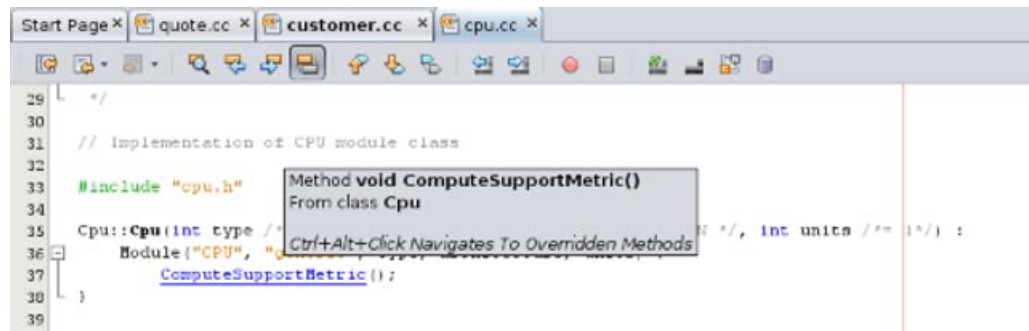 Start Page quote.cc customer.cc cpu.cc
29 */
30
31 // Implementation of CPU module class
32
33 #include "cpu.h"
34
35 Cpu::Cpu(int type /* */, int units /*= 1*/) :
36 Module("CPU",
37 ComputeSupportMetric();
38 }
39
Method void ComputeSupportMetric()
From class Cpu
Ctrl+Alt+Click Navigates To Overridden Methods